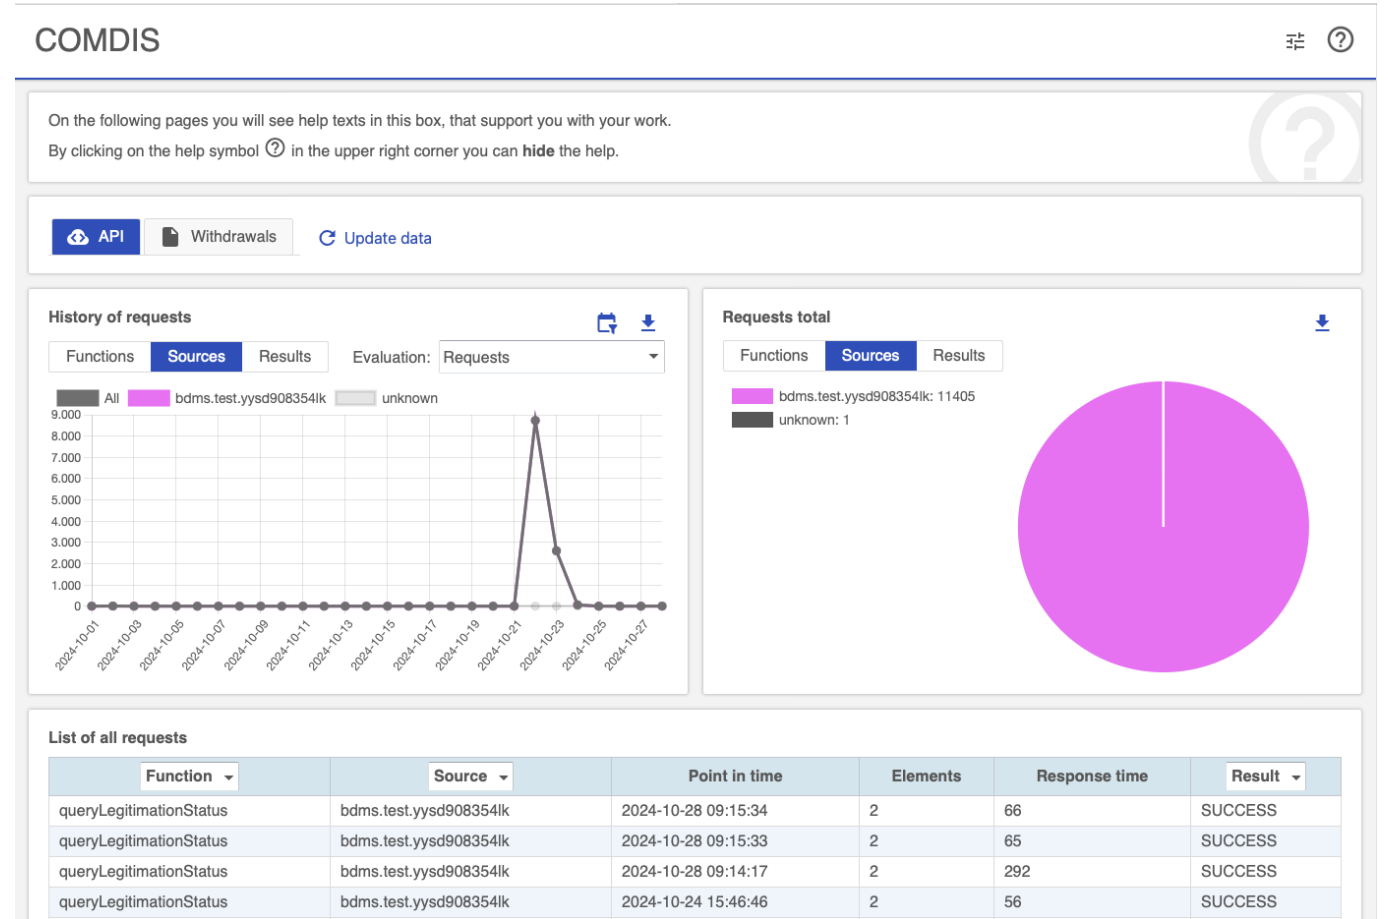 COMDIS
On the following pages you will see help texts in this box, that support you with your work.
By clicking on the help symbol ? in the upper right corner you can hide the help.
API Withdrawals Update data
History of requests
Functions Sources Results Evaluation: Requests
All bdms.test.yysd908354lk unknown
9.000
8.000
7.000
6.000
5.000
4.000
3.000
2.000
1.000
0
2024-10-01 2024-10-03 2024-10-05 2024-10-07 2024-10-09 2024-10-11 2024-10-13 2024-10-15 2024-10-17 2024-10-19 2024-10-21 2024-10-23 2024-10-25 2024-10-27
Requests total
Functions Sources Results
bdms.test.yysd908354lk: 11405
unknown: 1
List of all requests
Function Source Point in time Elements Response time Result
queryLegitimationStatus bdms.test.yysd908354lk 2024-10-28 09:15:34 2 66 SUCCESS
queryLegitimationStatus bdms.test.yysd908354lk 2024-10-28 09:15:33 2 65 SUCCESS
queryLegitimationStatus bdms.test.yysd908354lk 2024-10-28 09:14:17 2 292 SUCCESS
queryLegitimationStatus bdms.test.yysd908354lk 2024-10-24 15:46:46 2 56 SUCCESS